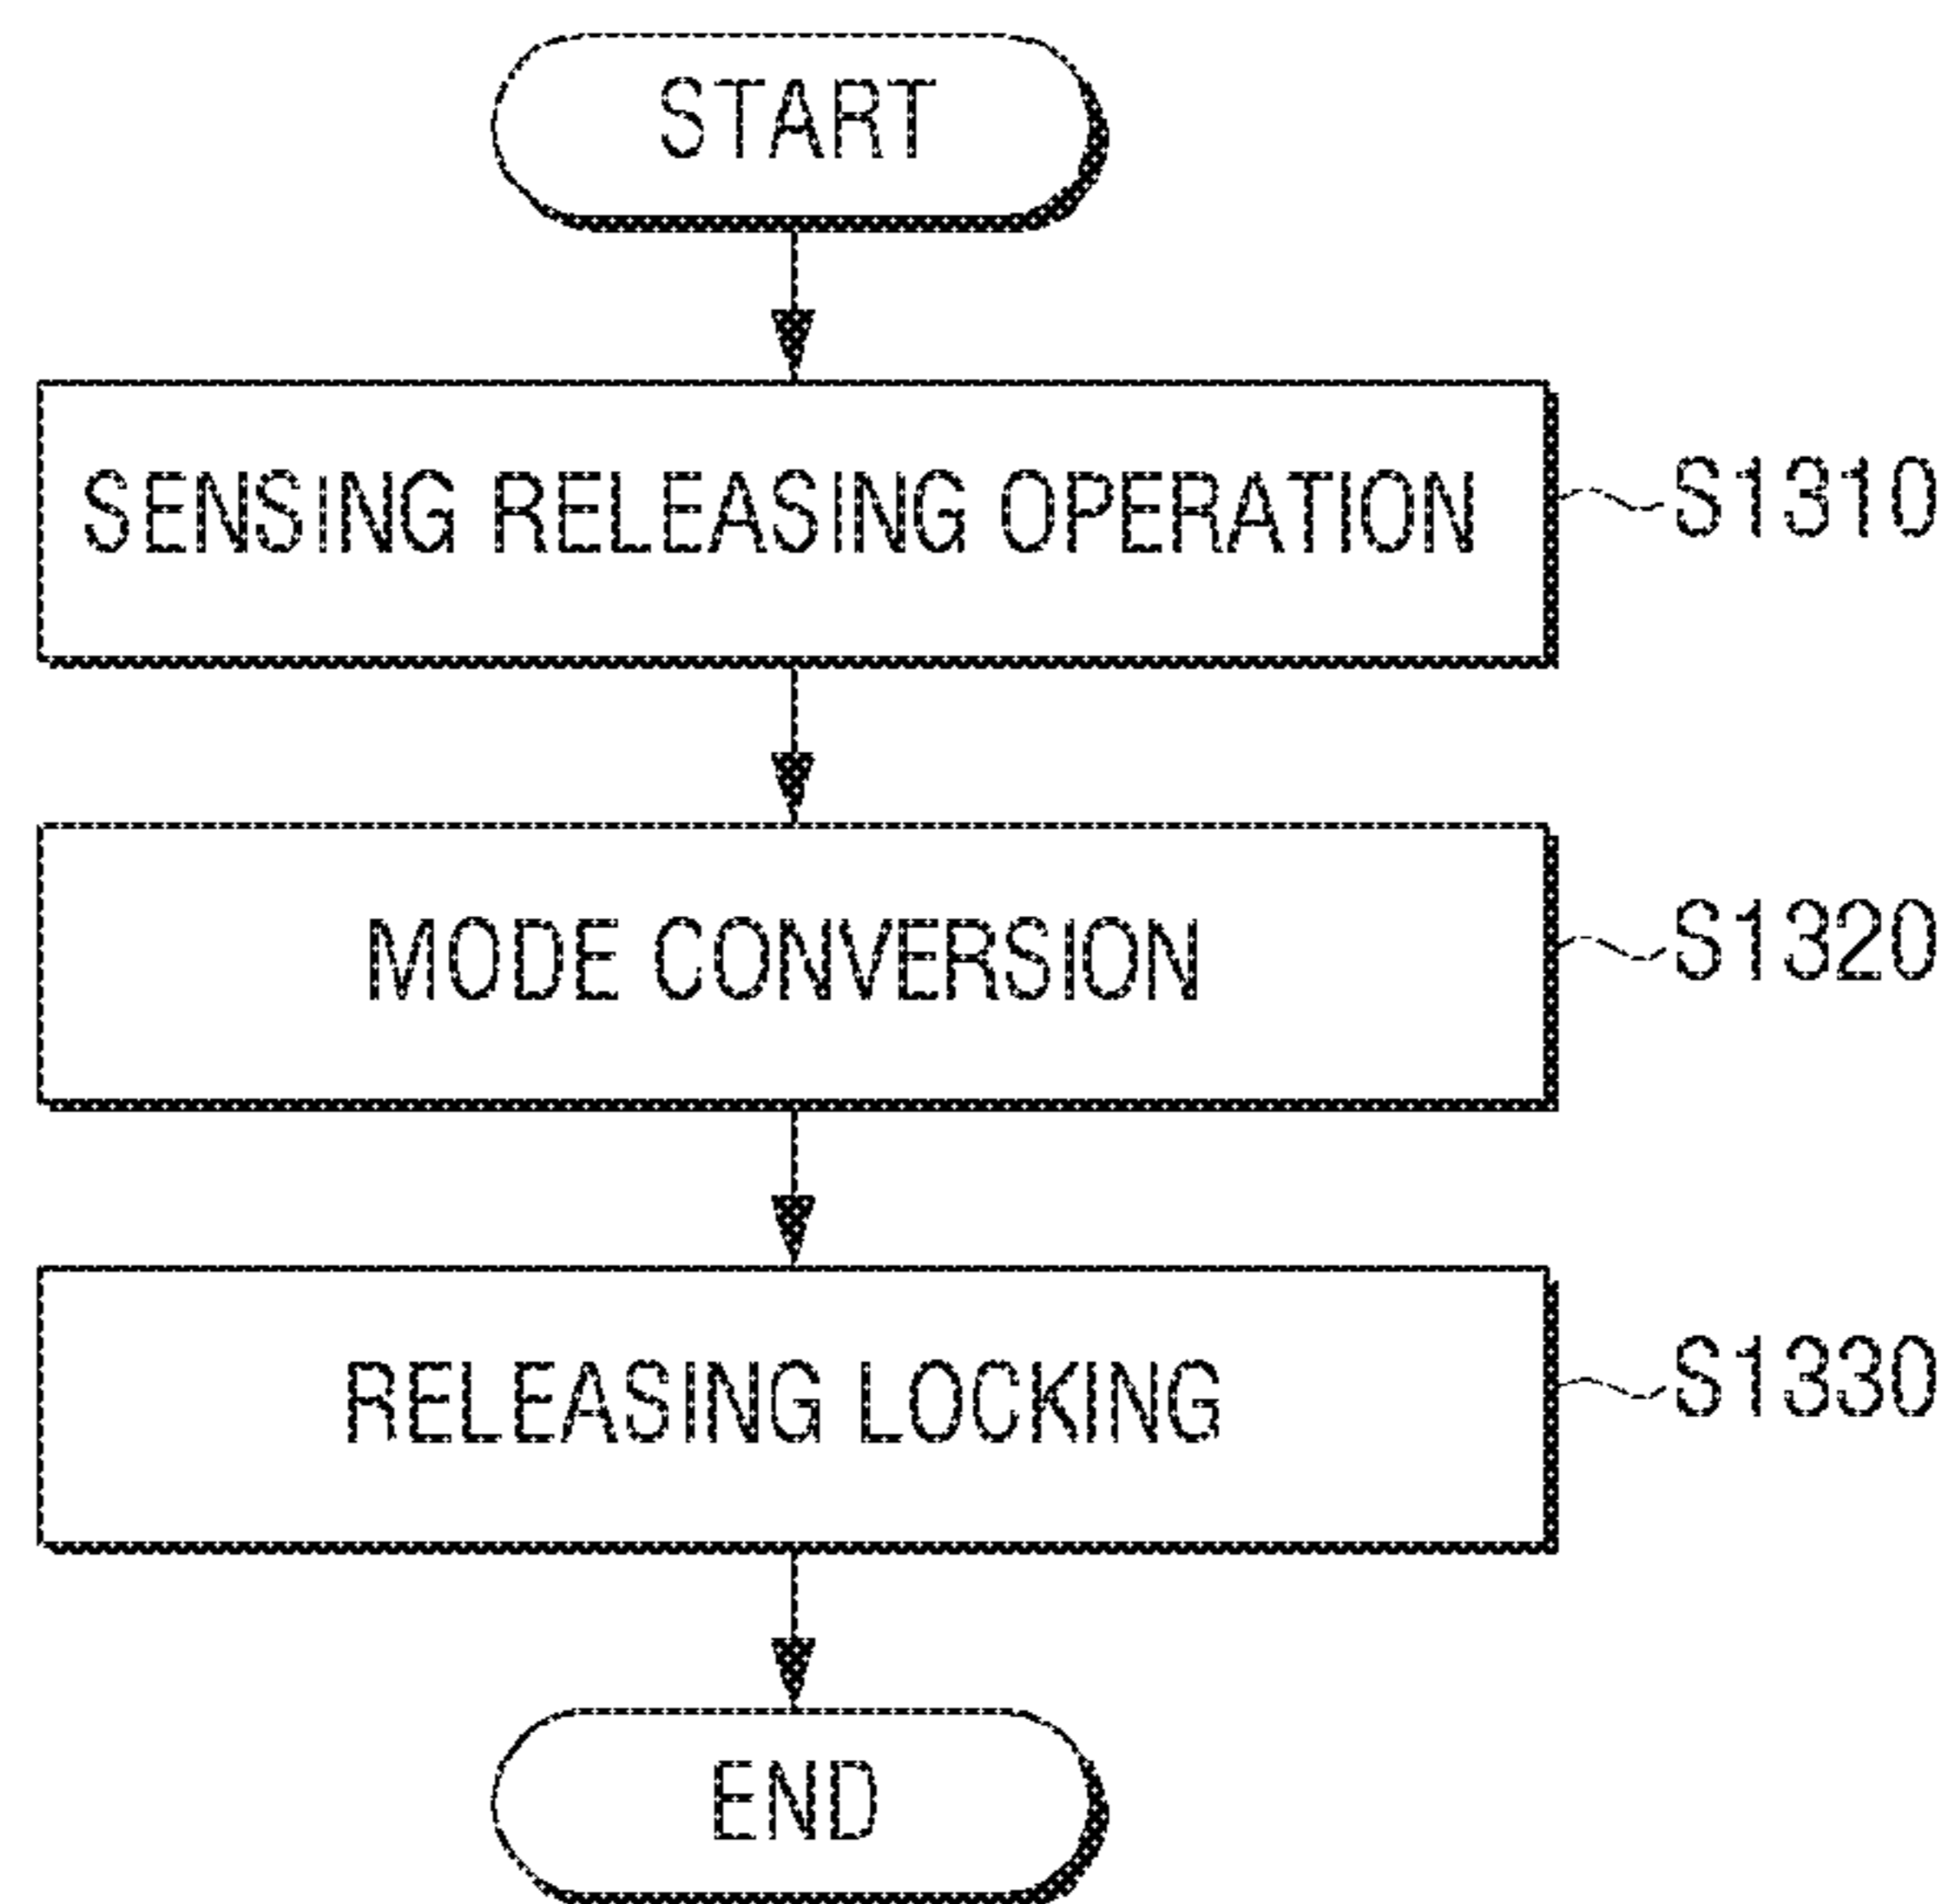 START
SENSING RELEASING OPERATION
S1310
MODE CONVERSION
S1320
RELEASING LOCKING
S1330
END